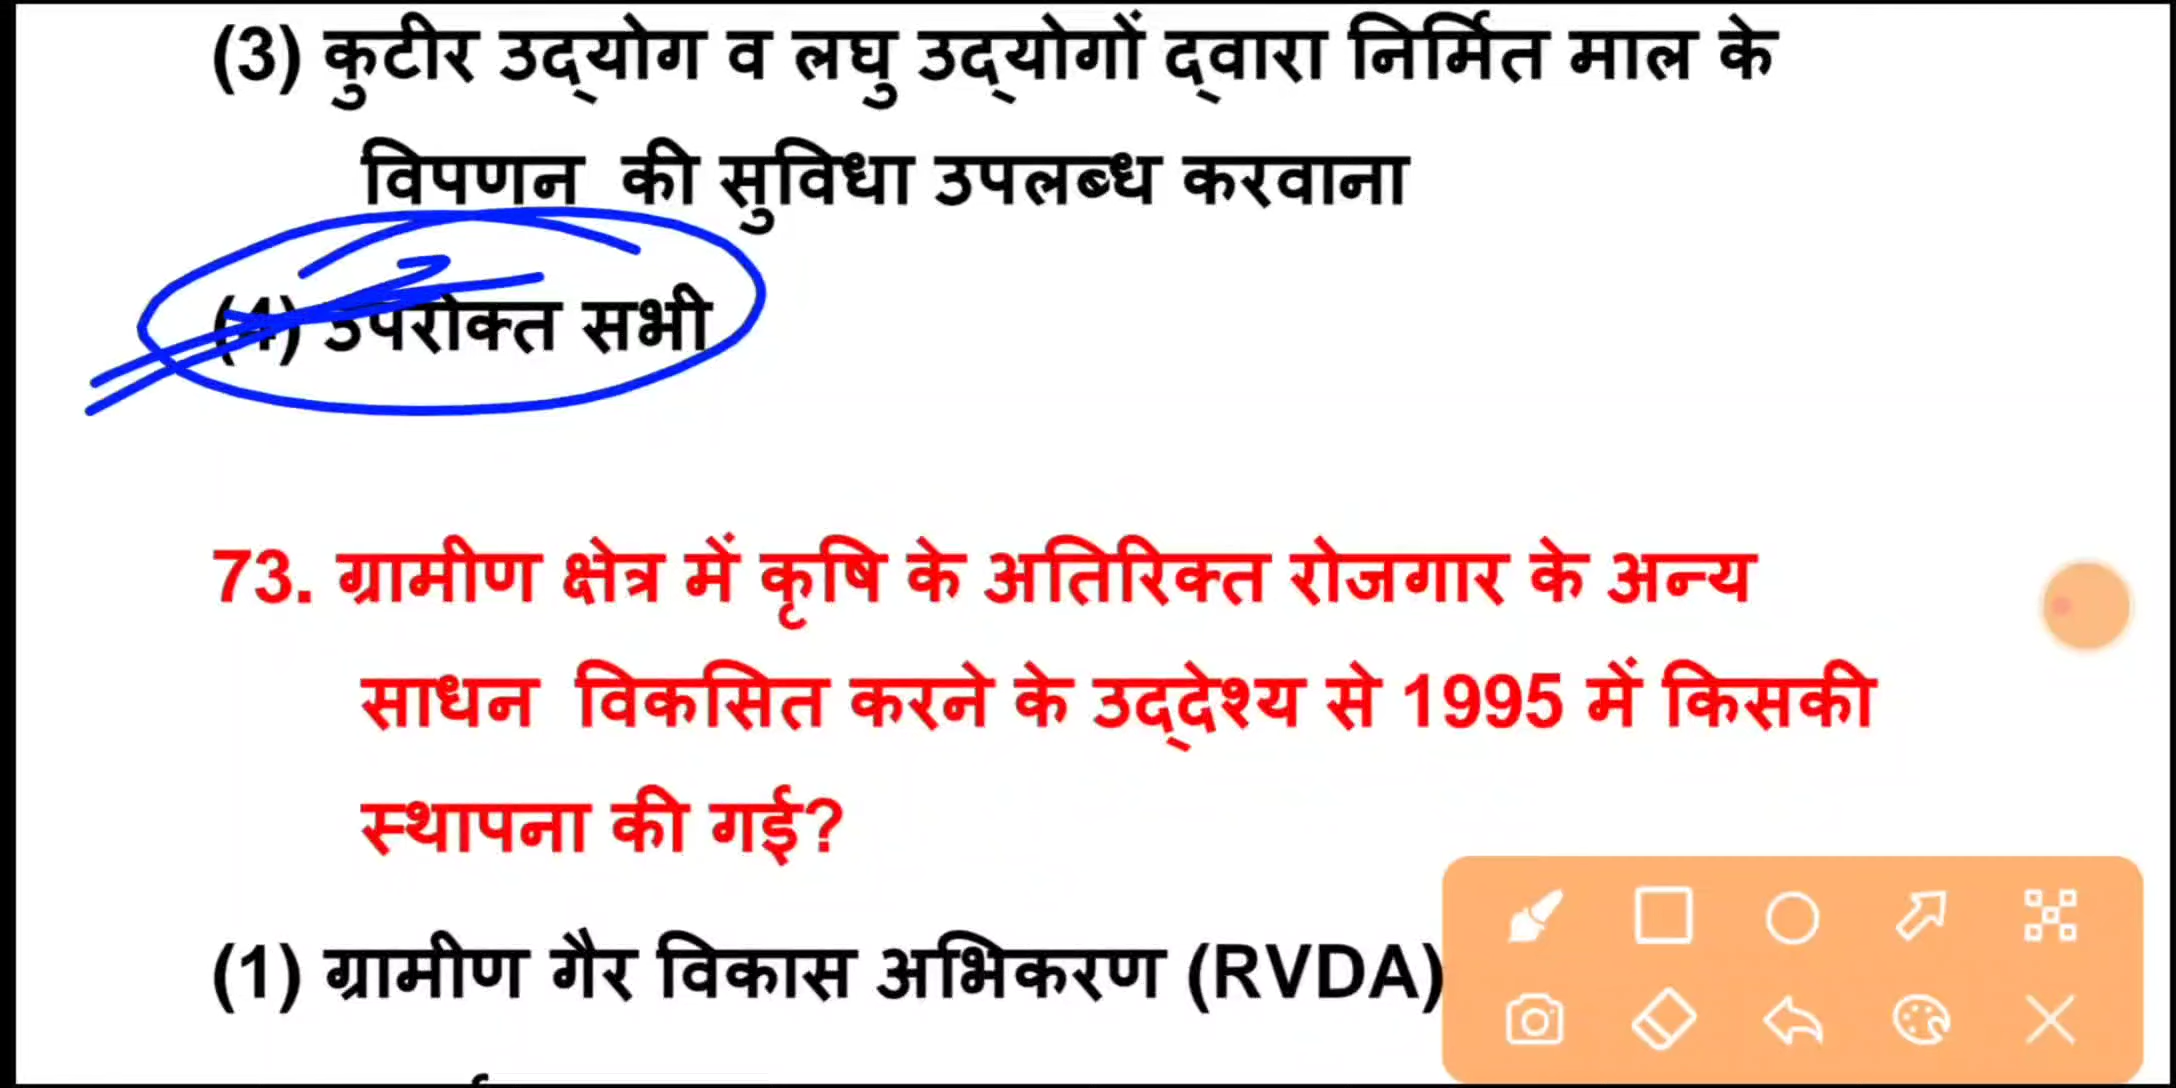 (3) कुटीर उद्योग व लघु उद्योगों द्वारा निर्मित माल के
विपणन की सुविधा उपलब्ध करवाना
(4) उपरोक्त सभी
73. ग्रामीण क्षेत्र में कृषि के अतिरिक्त रोजगार के अन्य
साधन विकसित करने के उद्देश्य से 1995 में किसकी
स्थापना की गई?
(1) ग्रामीण गैर विकास अभिकरण (RVDA)